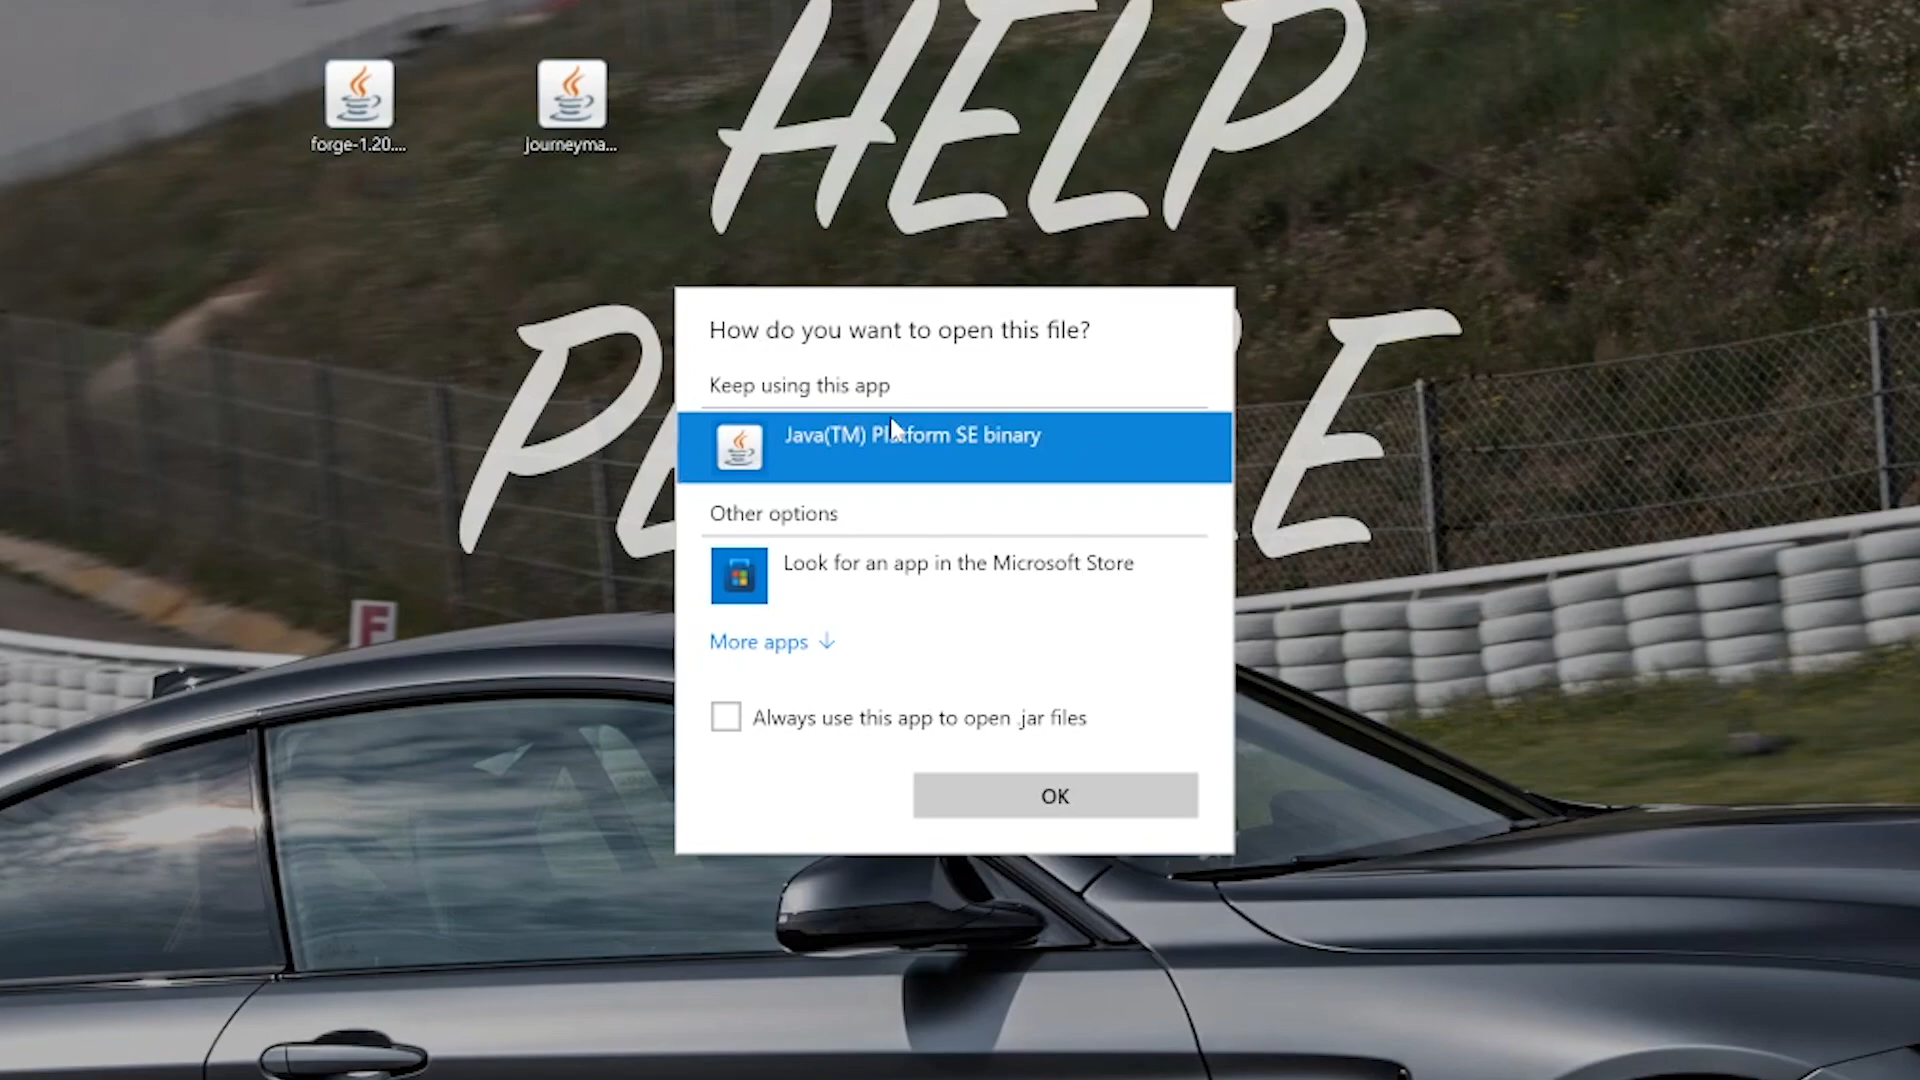 HELP
forge-1.20....
Journeyma...
How do you want to open this file?
Keep using this app
Java(TM) Platform SE binary
Other options
Look for an app in the Microsoft Store
More apps
Always use this app to open .jar files
OK
F